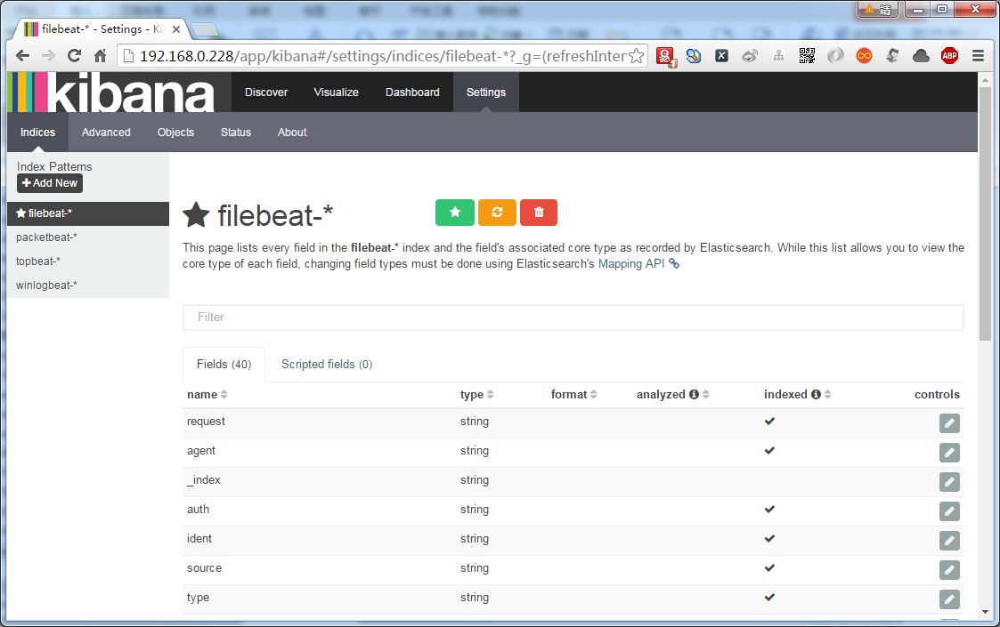 请
filebeat-* - Settings - Ki
192.168.0.228/app/kibana#/settings/indices/filebeat-*?_g=(refreshInter
易
1
X
ABP
kibana
Discover
Visualize
Dashboard
Settings
Indices
Advanced
Objects
Status
About
Index Patterns
Add New
filebeat-*
packetbeat-*
topbeat-*
winlogbeat-*
filebeat-*
This page lists every field in the filebeat-* index and the field's associated core type as recorded by Elasticsearch. While this list allows you to view the
core type of each field, changing field types must be done using Elasticsearch's Mapping API
Filter
Fields (40)
Scripted fields (0)
name type format analyzed indexed controls
request string
agent string
_index string
auth string
ident string
source string
type string